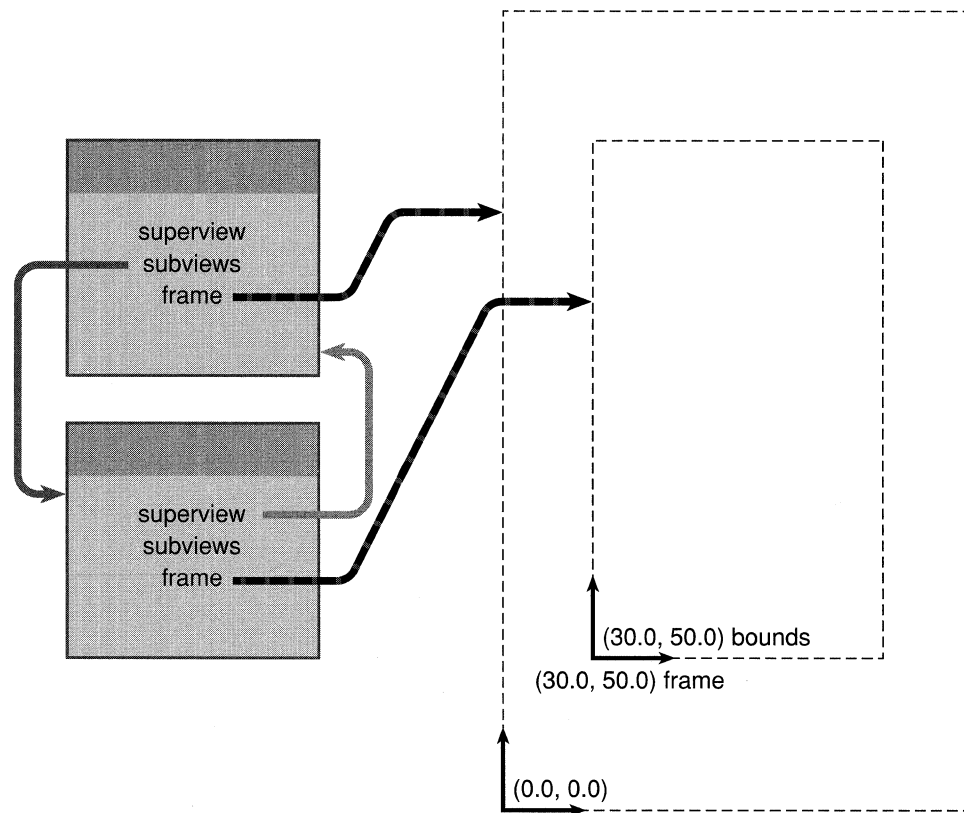 superview
subviews
frame
superview
subviews
frame
(30.0, 50.0) bounds
(30.0, 50.0) frame
(0.0, 0.0)